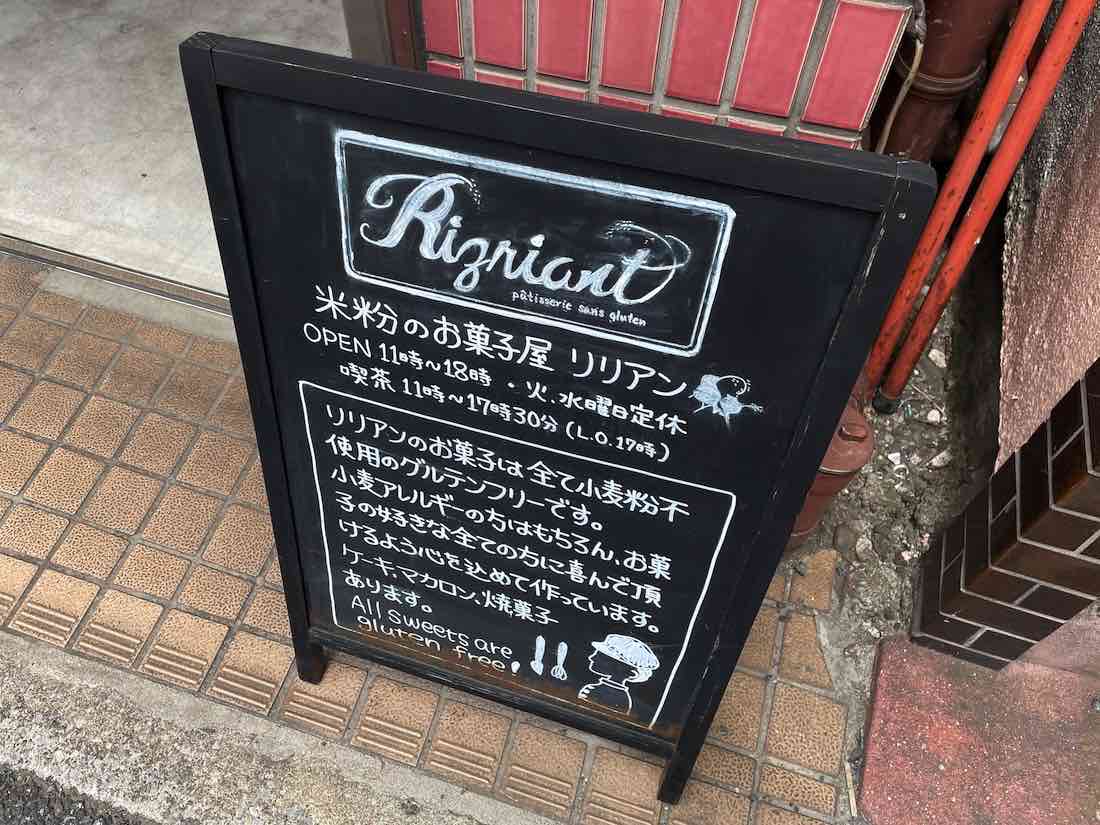 Rizriant
pâtisserie sans gluten
米粉のお菓子屋 リリアン
OPEN 11時〜18時 ・火、水曜日定休
喫茶 11時〜17時30分 (L.O.17時)
リリアンのお菓子は全て小麦粉不
使用のグルテンフリーです。
小麦アレルギーの方はもちろん、お菓
子の好きな全ての方に喜んで頂
けるよう心を込めて作っています。
ケーキ、マカロン、焼菓子
あります。
All sweets are
gluten free!